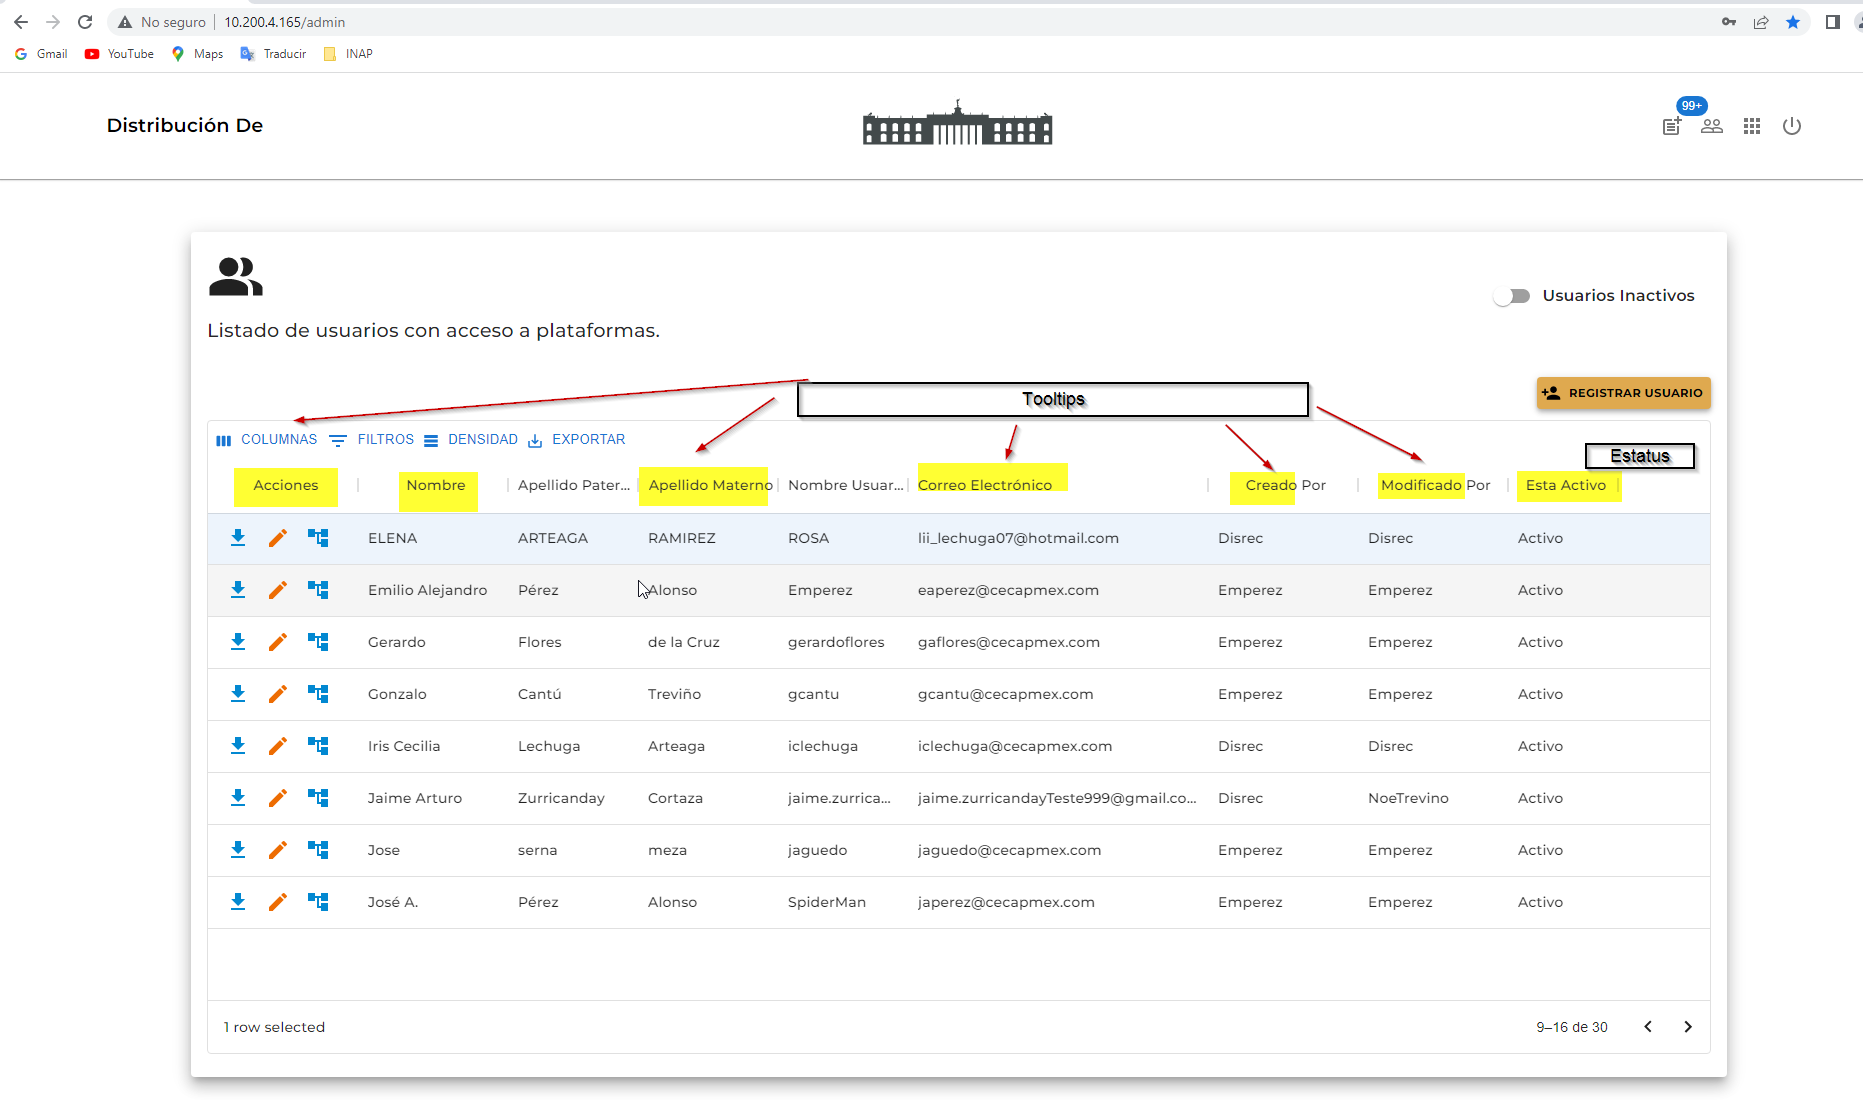 No seguro | 10.200.4.165/admin
Gmail YouTube Maps Traducir INAP
Distribución De
99+
Usuarios Inactivos
Listado de usuarios con acceso a plataformas.
Tooltips
REGISTRAR USUARIO
COLUMNAS FILTROS DENSIDAD EXPORTAR
Estatus
Acciones Nombre Apellido Pater... Apellido Materno Nombre Usuar... Correo Electrónico Creado Por Modificado Por Esta Activo
ELENA ARTEAGA RAMIREZ ROSA lii_lechuga07@hotmail.com Disrec Disrec Activo
Emilio Alejandro Pérez Alonso Emperez eaperez@cecapmex.com Emperez Emperez Activo
Gerardo Flores de la Cruz gerardoflores gaflores@cecapmex.com Emperez Emperez Activo
Gonzalo Cantú Treviño gcantu gcantu@cecapmex.com Emperez Emperez Activo
Iris Cecilia Lechuga Arteaga iclechuga iclechuga@cecapmex.com Disrec Disrec Activo
Jaime Arturo Zurricanday Cortaza jaime.zurrica... jaime.zurricandayTeste999@gmail.co... Disrec NoeTrevino Activo
Jose serna meza jaguedo jaguedo@cecapmex.com Emperez Emperez Activo
José A. Pérez Alonso SpiderMan japerez@cecapmex.com Emperez Emperez Activo
1 row selected 9–16 de 30